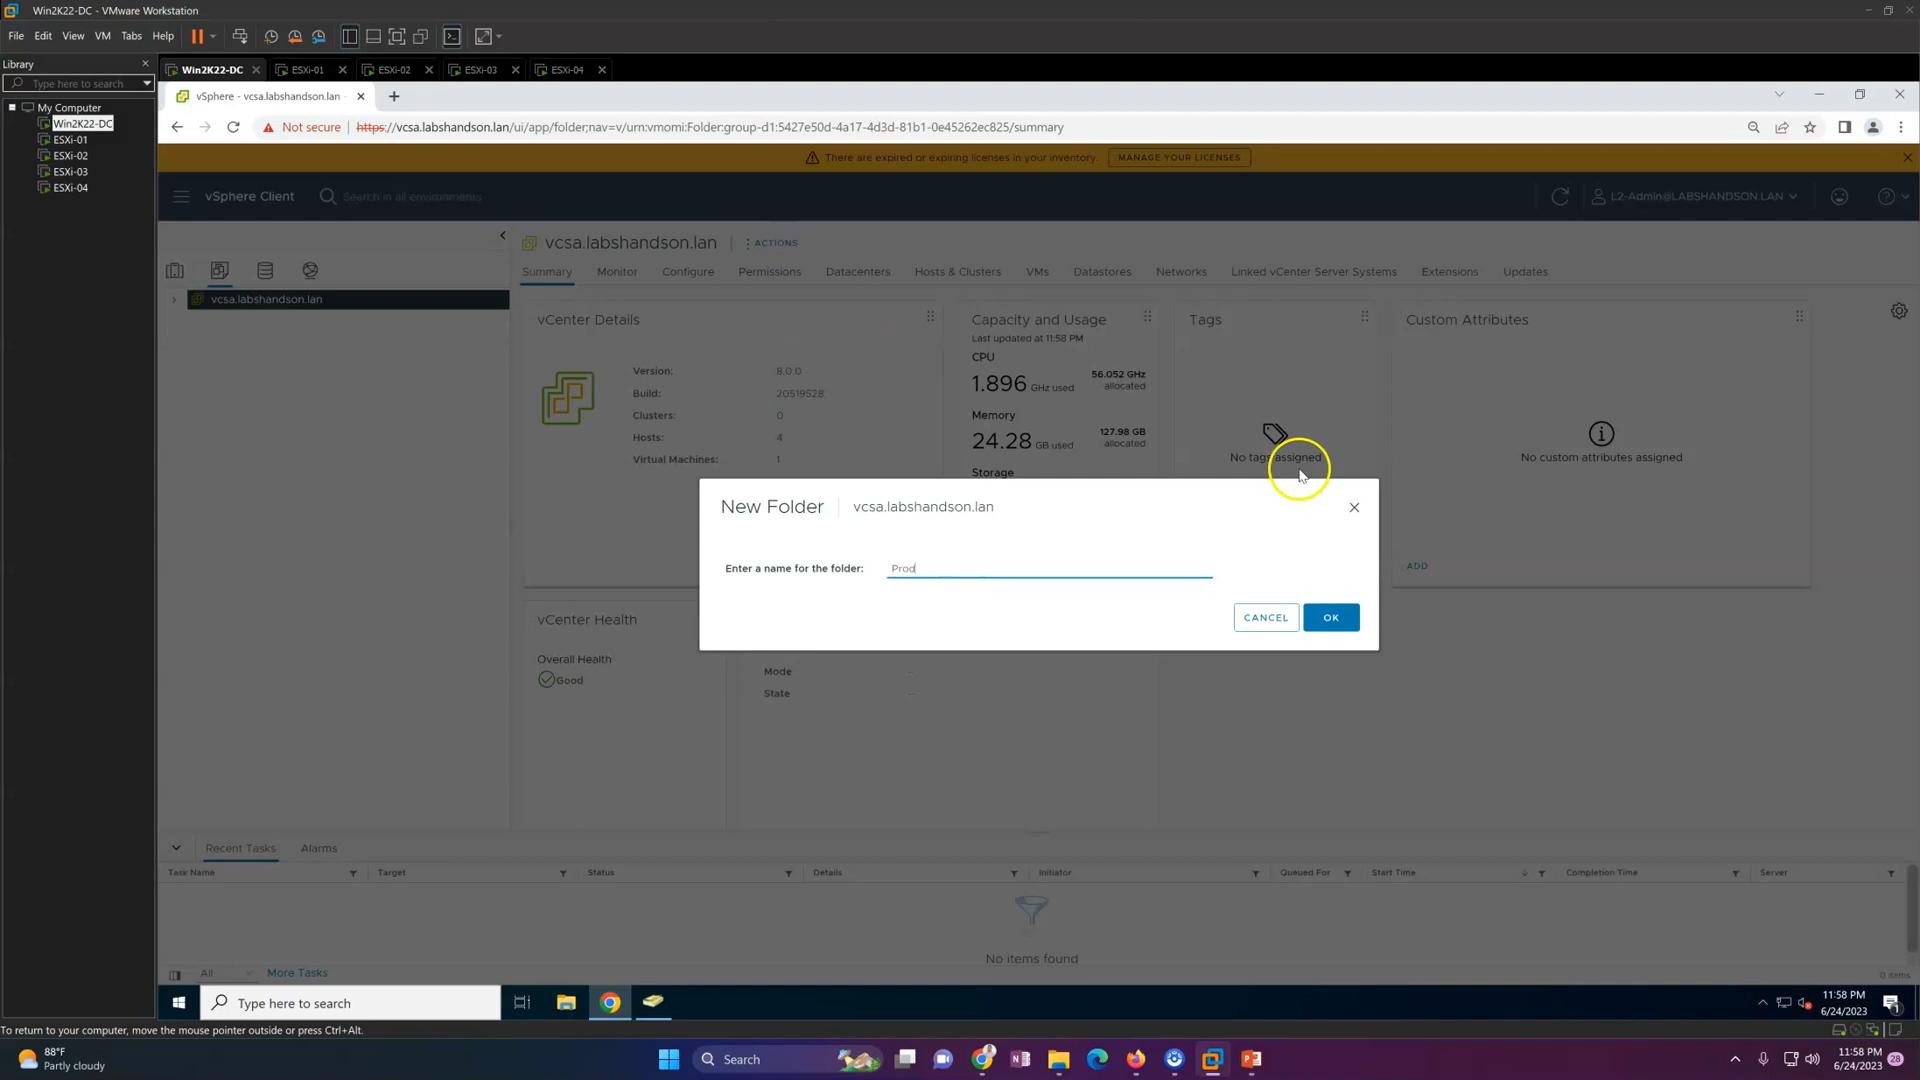 Win2K22-DC - VMware Workstation
File Edit View VM Tabs Help
Library
Type here to search
My Computer
Win2K22-DC
ESXi-01
ESXi-02
ESXi-03
ESXi-04
Win2K22-DC ESXi-01 ESXi-02 ESXi-03 ESXi-04
vSphere - vcsa.labshandson.lan
Not secure https://vcsa.labshandson.lan/ui/app/folder;nav=v/urn:vmomi:Folder:group-d1:5427e50d-4a17-4d3d-81b1-0e45262ec825/summary
There are expired or expiring licenses in your inventory. MANAGE YOUR LICENSES
vSphere Client Search in all environments L2-Admin@LABSHANDSON.LAN
vcsa.labshandson.lan ACTIONS
Summary Monitor Configure Permissions Datacenters Hosts & Clusters VMs Datastores Networks Linked vCenter Server Systems Extensions Updates
vcsa.labshandson.lan
vCenter Details
Version: 8.0.0
Build: 20519528
Clusters: 0
Hosts: 4
Virtual Machines: 1
Capacity and Usage
Last updated at 11:58 PM
CPU
1.896 GHz used 56.052 GHz allocated
Memory
24.28 GB used 127.98 GB allocated
Storage
Tags
No tags assigned
Custom Attributes
No custom attributes assigned
ADD
New Folder vcsa.labshandson.lan
Enter a name for the folder: Prod
CANCEL OK
vCenter Health
Overall Health
Good
Mode --
State --
Recent Tasks Alarms
Task Name Target Status Details Initiator Queued For Start Time Completion Time Server
No items found
All More Tasks 0 items
Type here to search
11:58 PM
6/24/2023
1
To return to your computer, move the mouse pointer outside or press Ctrl+Alt.
88°F
Partly cloudy
Search
11:58 PM
6/24/2023
28